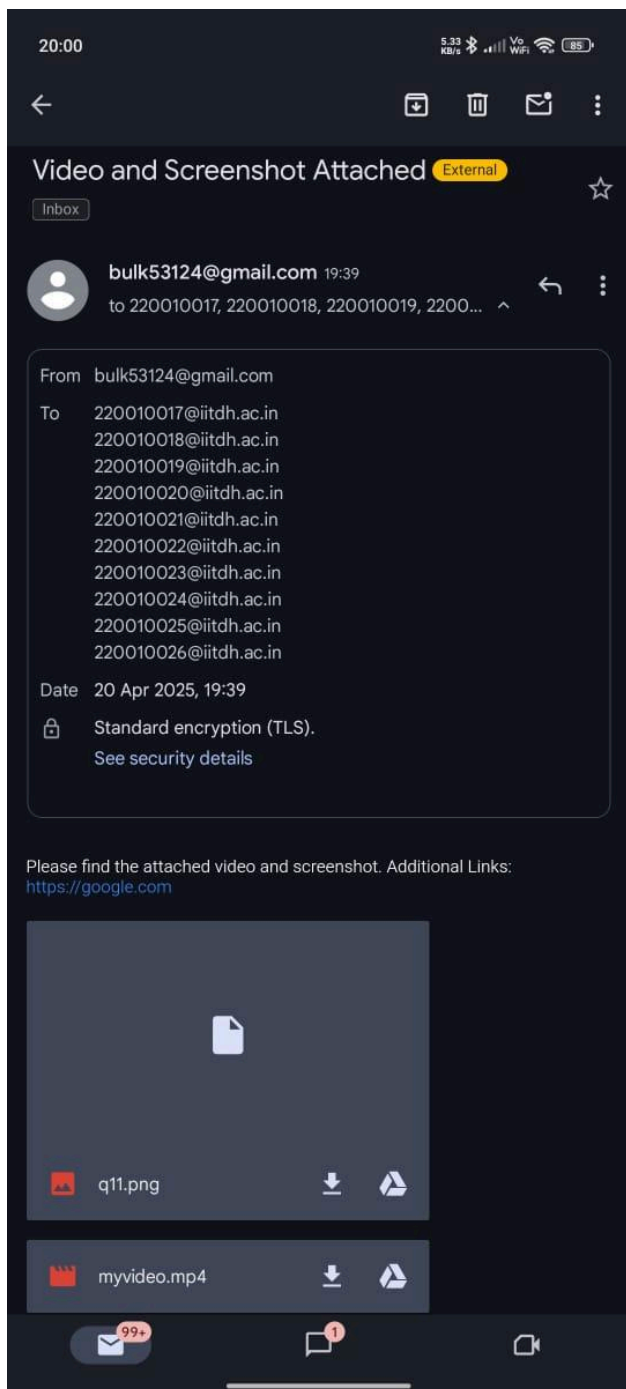 20:00
5.33 KB/s Vo WiFi 85
Video and Screenshot Attached External
Inbox
bulk53124@gmail.com 19:39
to 220010017, 220010018, 220010019, 2200...
From bulk53124@gmail.com
To 220010017@iitdh.ac.in
220010018@iitdh.ac.in
220010019@iitdh.ac.in
220010020@iitdh.ac.in
220010021@iitdh.ac.in
220010022@iitdh.ac.in
220010023@iitdh.ac.in
220010024@iitdh.ac.in
220010025@iitdh.ac.in
220010026@iitdh.ac.in
Date 20 Apr 2025, 19:39
Standard encryption (TLS).
See security details
Please find the attached video and screenshot. Additional Links:
https://google.com
q11.png
myvideo.mp4
99+ 1